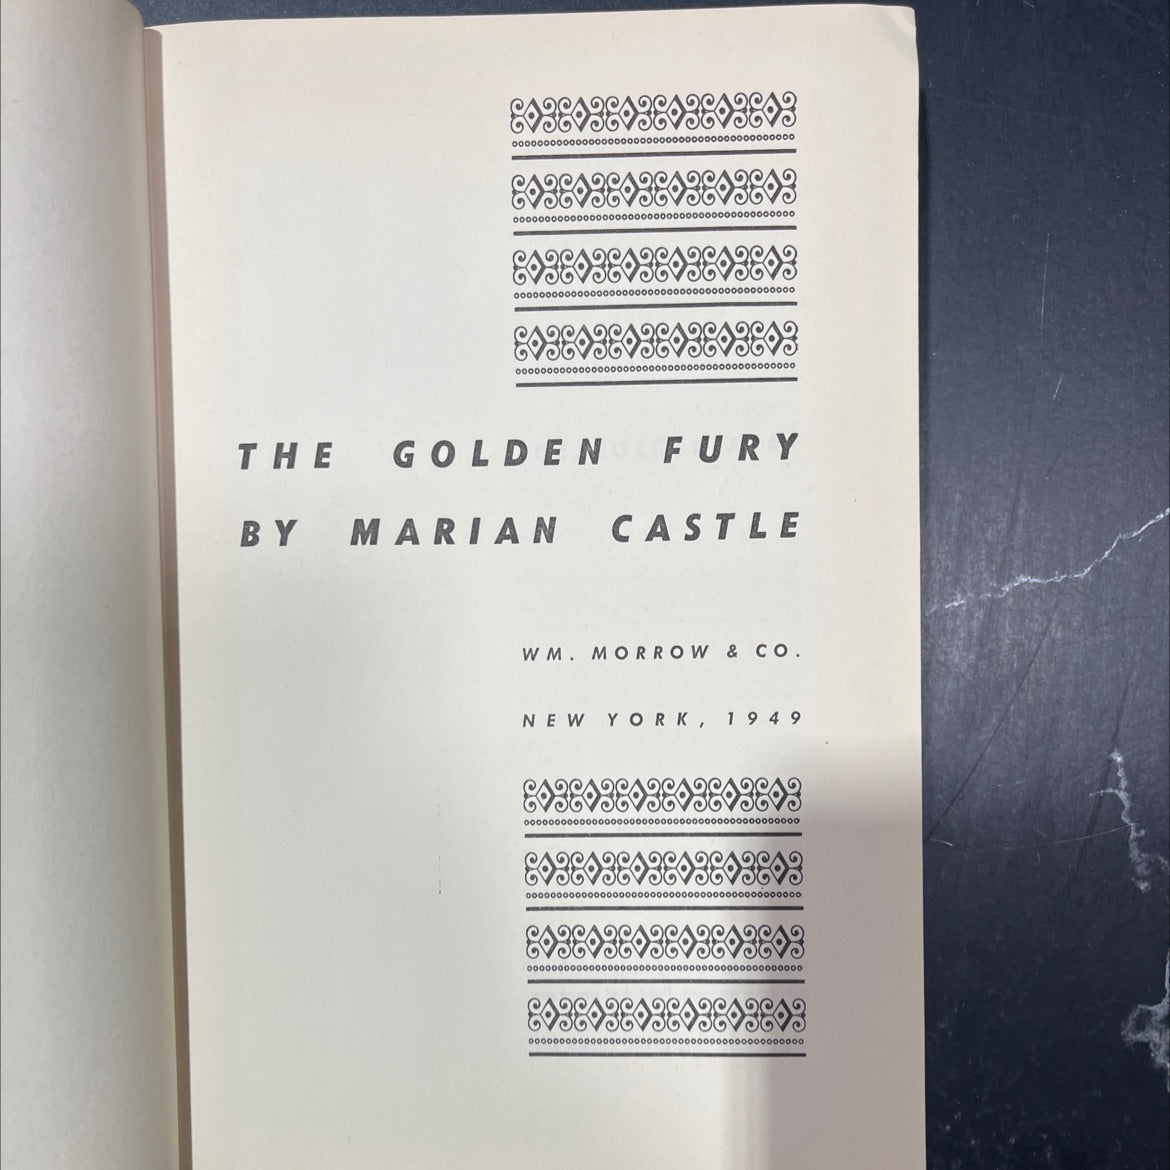 THE GOLDEN FURY
BY MARIAN CASTLE
WM. MORROW & CO.
NEW YORK, 1949